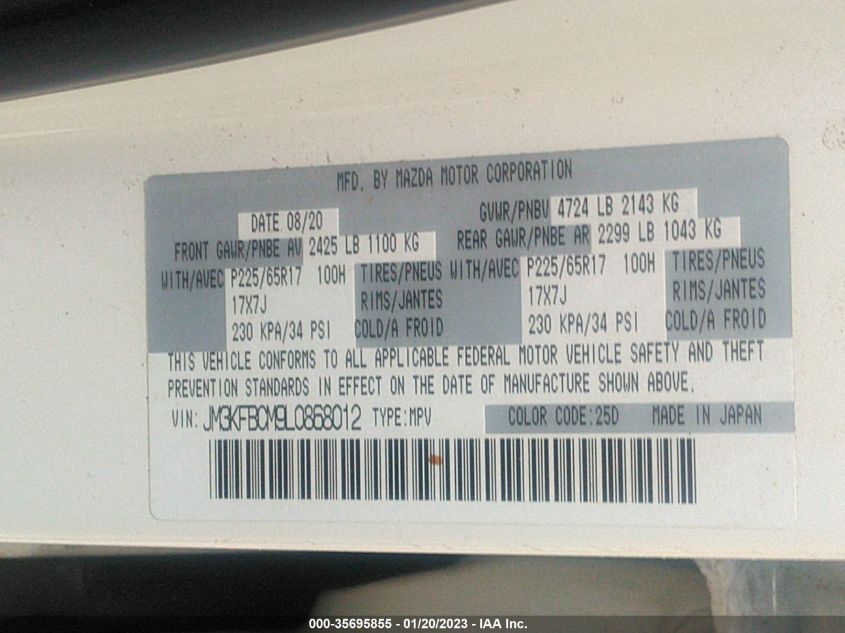 MFD. BY MAZDA MOTOR CORPORATION
DATE 08/20 GVWR/PNBV 4724 LB 2143 KG
FRONT GAWR/PNBE AV 2425 LB 1100 KG REAR GAWR/PNBE AR 2299 LB 1043 KG
WITH/AVEC P225/65R17 100H TIRES/PNEUS WITH/AVEC P225/65R17 100H TIRES/PNEUS
17X7J RIMS/JANTES 17X7J RIMS/JANTES
230 KPA/34 PSI COLD/A FROID 230 KPA/34 PSI COLD/A FROID
THIS VEHICLE CONFORMS TO ALL APPLICABLE FEDERAL MOTOR VEHICLE SAFETY AND THEFT
PREVENTION STANDARDS IN EFFECT ON THE DATE OF MANUFACTURE SHOWN ABOVE.
VIN: JM3KFBCM9L0868012 TYPE:MPV COLOR CODE:25D MADE IN JAPAN
000-35695855 - 01/20/2023 - IAA Inc.